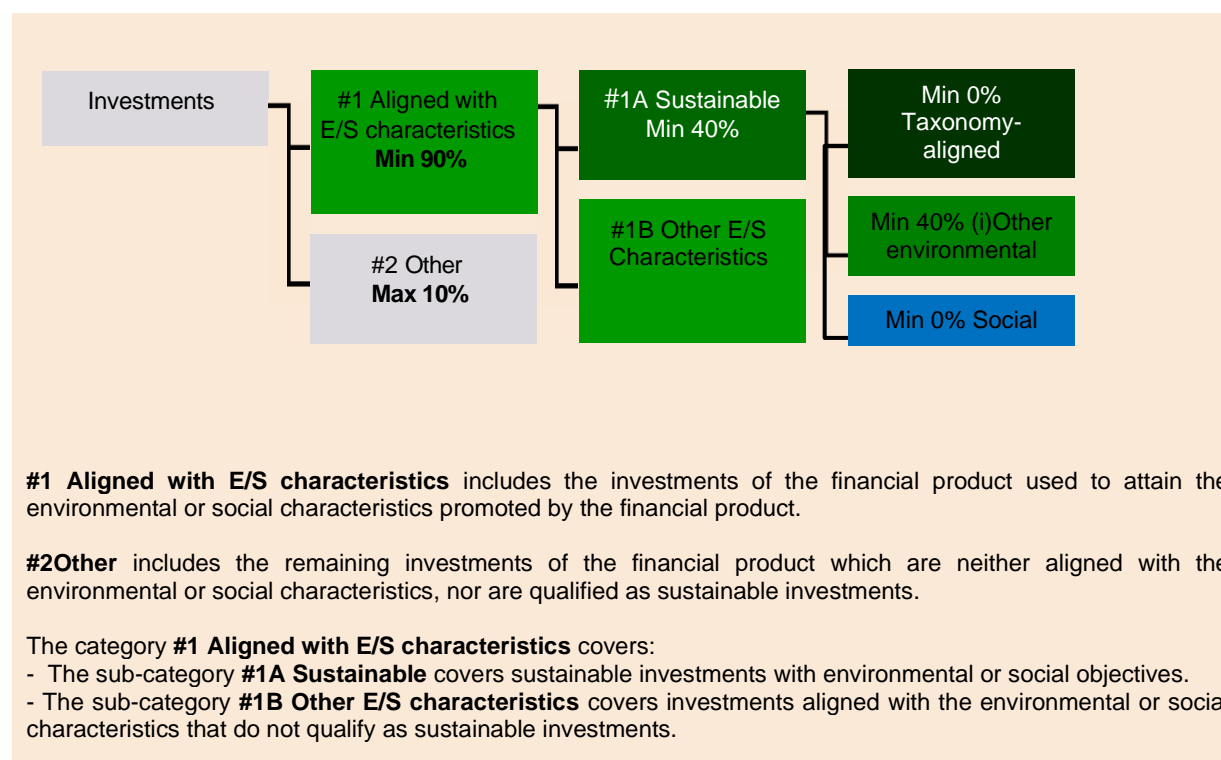 Investments
#1 Aligned with
E/S characteristics
Min 90%
#2 Other
Max 10%
#1A Sustainable
Min 40%
#1B Other E/S
Characteristics
Min 0%
Taxonomy-
aligned
Min 40% (i)Other
environmental
Min 0% Social
#1 Aligned with E/S characteristics includes the investments of the financial product used to attain the
environmental or social characteristics promoted by the financial product.
#2Other includes the remaining investments of the financial product which are neither aligned with the
environmental or social characteristics, nor are qualified as sustainable investments.
The category #1 Aligned with E/S characteristics covers:
- The sub-category #1A Sustainable covers sustainable investments with environmental or social objectives.
- The sub-category #1B Other E/S characteristics covers investments aligned with the environmental or social
characteristics that do not qualify as sustainable investments.